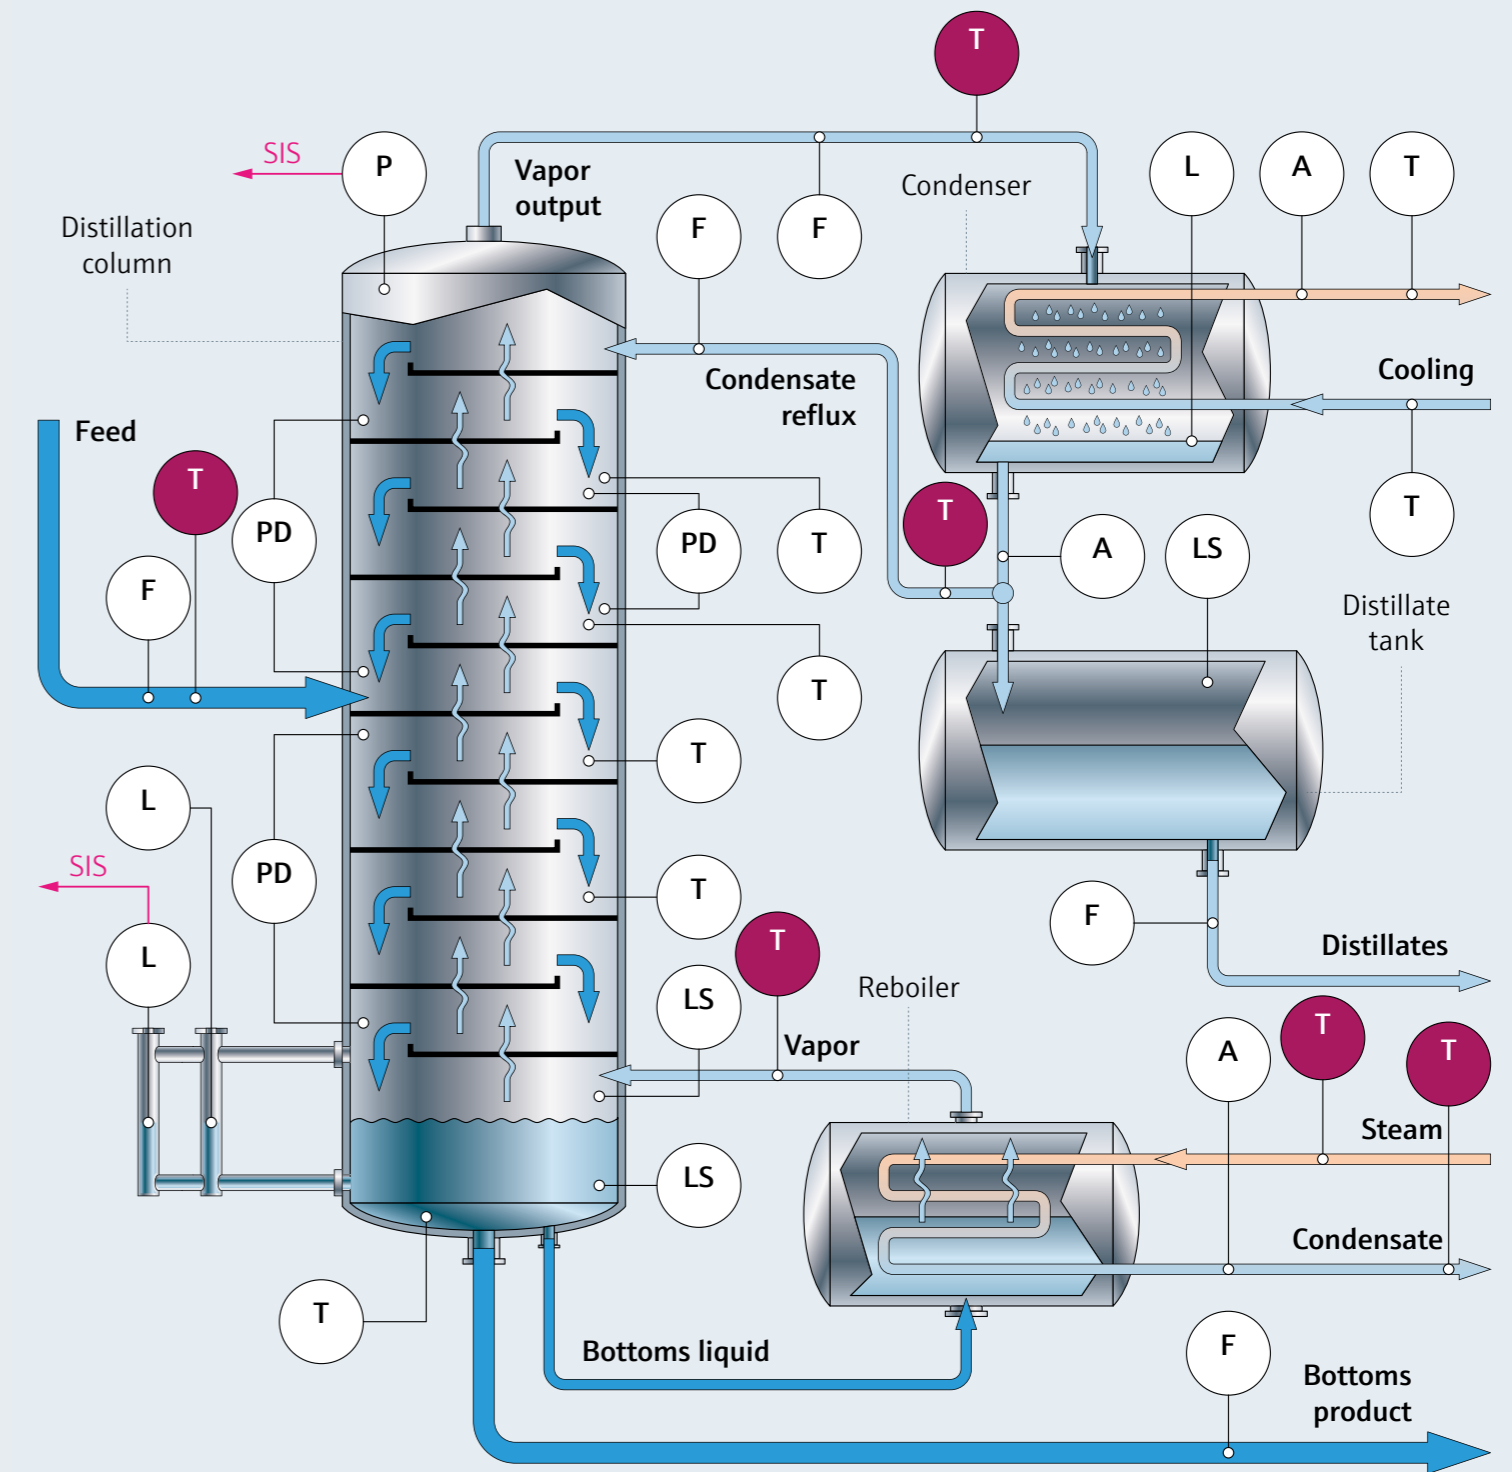 T
SIS
P
Vapor
output
F
F
Condenser
L
A
T
Distillation
column
Condensate
reflux
Cooling
Feed
T
PD
F
PD
T
T
A
LS
T
Distillate
tank
T
T
L
PD
SIS
L
T
F
Distillates
T
LS
Reboiler
Vapor
A
T
T
Steam
LS
Condensate
T
Bottoms liquid
F
Bottoms
product